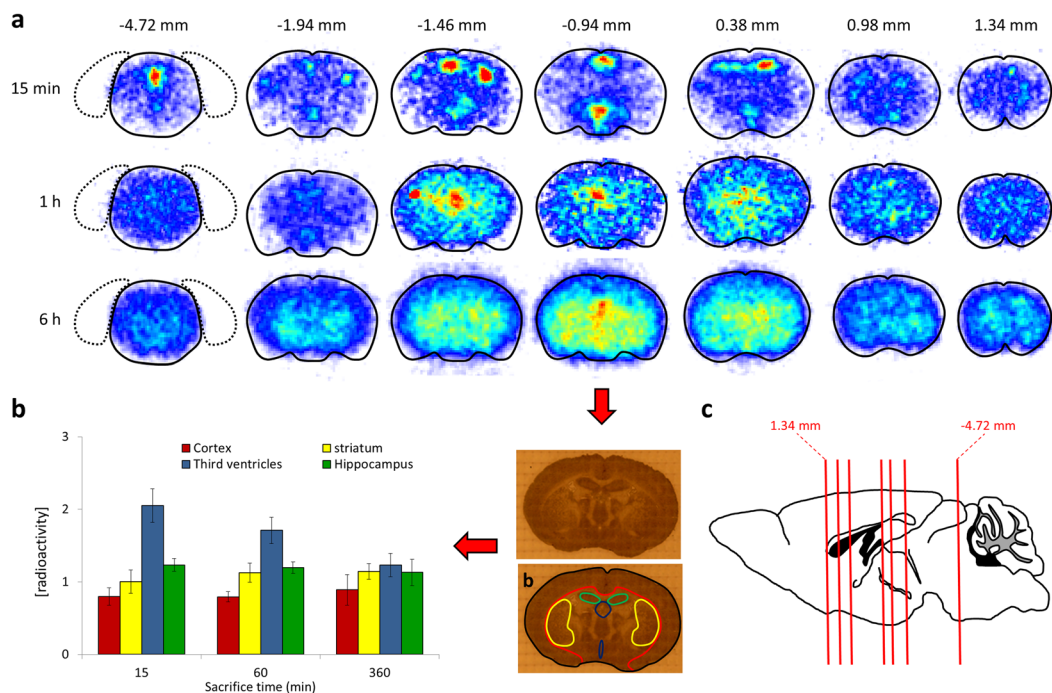 a
-4.72 mm -1.94 mm -1.46 mm -0.94 mm 0.38 mm 0.98 mm 1.34 mm
15 min
1 h
6 h
b
3
2
1
0
[radioactivity]
Cortex striatum
Third ventricles Hippocampus
15 60 360
Sacrifice time (min)
b
c
1.34 mm -4.72 mm